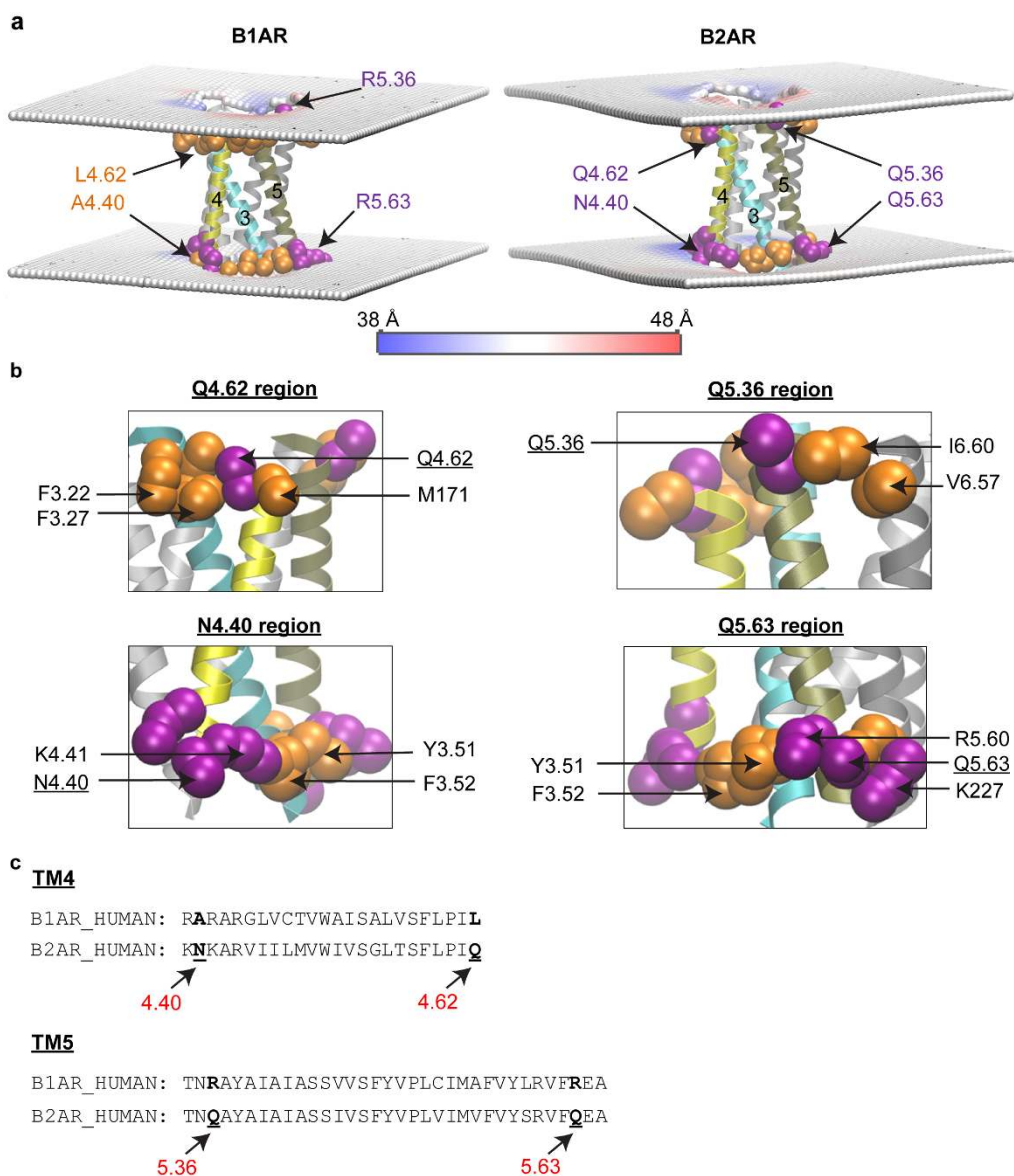 a
B1AR
B2AR
R5.36
L4.62
A4.40
R5.63
4
3
5
Q4.62
N4.40
Q5.36
Q5.63
4
3
5
38 Å
48 Å
b
Q4.62 region
F3.22
F3.27
Q4.62
M171
Q5.36 region
Q5.36
I6.60
V6.57
N4.40 region
K4.41
N4.40
Y3.51
F3.52
Q5.63 region
Y3.51
F3.52
R5.60
Q5.63
K227
c
TM4
B1AR_HUMAN: RARARGLVCTVWAISALVSFLPIL
B2AR_HUMAN: KNKARVIILMVWIVSGLTSFLPIQ
4.40
4.62
TM5
B1AR_HUMAN: TNRAYAIAIASSVVSFYVPLCIMAFVYLRVFREA
B2AR_HUMAN: TNQAYAIAIASSIVSFYVPLVIMVFVYSRVFQEA
5.36
5.63